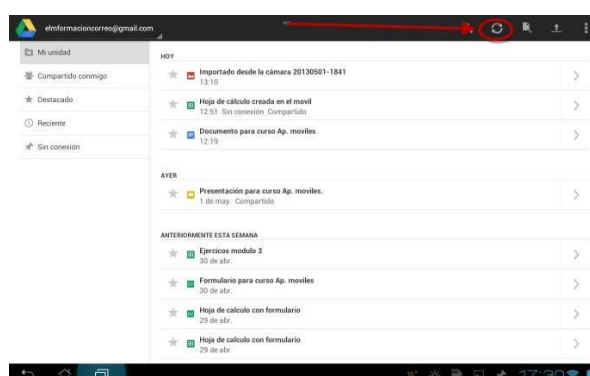 elmformacioncorreo@gmail.com
Mi unidad
Compartido conmigo
Destacado
Reciente
Sin conexión
HOY
Importado desde la cámara 20130501-1841
13:10
Hoja de cálculo creada en el movil
12:51 Sin conexión Compartido
Documento para curso Ap. moviles
12:19
AYER
Presentación para curso Ap. moviles.
1 de may. Compartido
ANTERIORMENTE ESTA SEMANA
Ejercicos modulo 3
30 de abr.
Formulario para curso Ap. moviles
30 de abr.
Hoja de calculo con formulario
29 de abr.
Hoja de calculo con formulario
29 de abr.
17:30